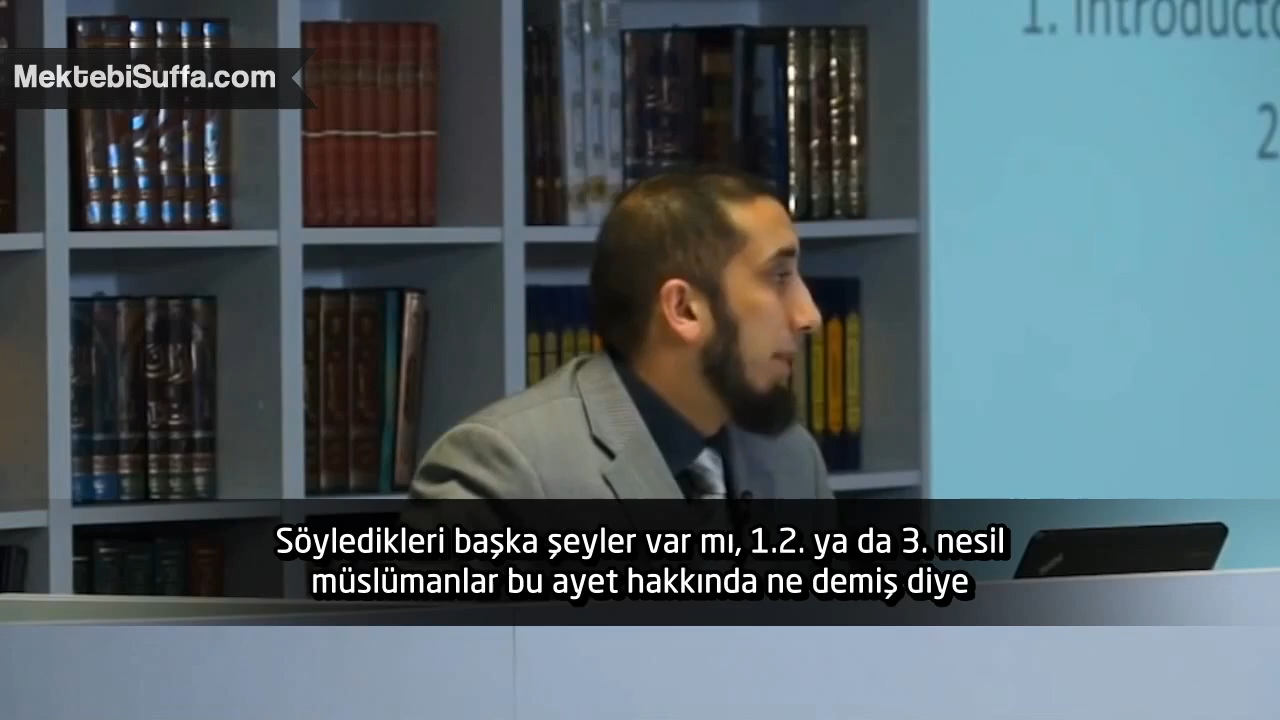 1. Introducto
MektebiSuffa.com
2
Söyledikleri başka şeyler var mı, 1.2. ya da 3. nesil
müslümanlar bu ayet hakkında ne demiş diye